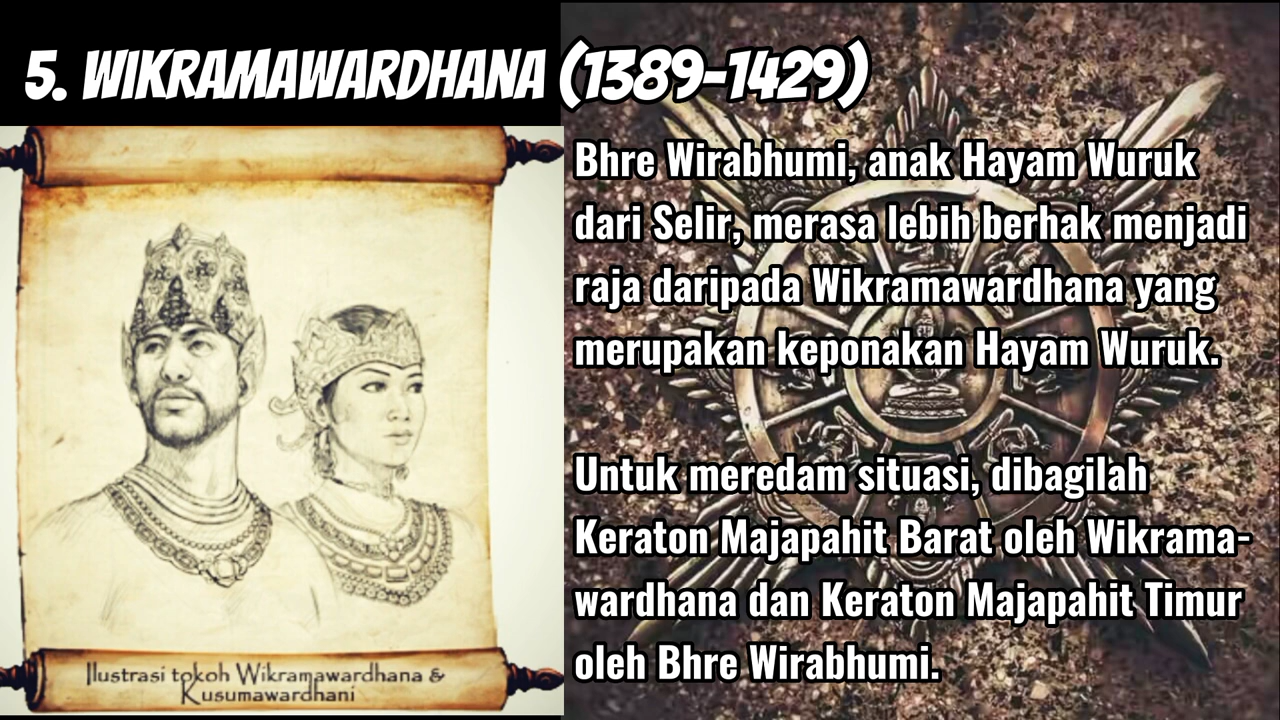 5. WIKRAMAWARDHANA (1389-1429)
Bhre Wirabhumi, anak Hayam Wuruk
dari Selir, merasa lebih berhak menjadi
raja daripada Wikramawardhana yang
merupakan keponakan Hayam Wuruk.
Untuk meredam situasi, dibagilah
Keraton Majapahit Barat oleh Wikrama-
wardhana dan Keraton Majapahit Timur
oleh Bhre Wirabhumi.
Ilustrasi tokoh Wikramawardhana &
Kusumawardhani